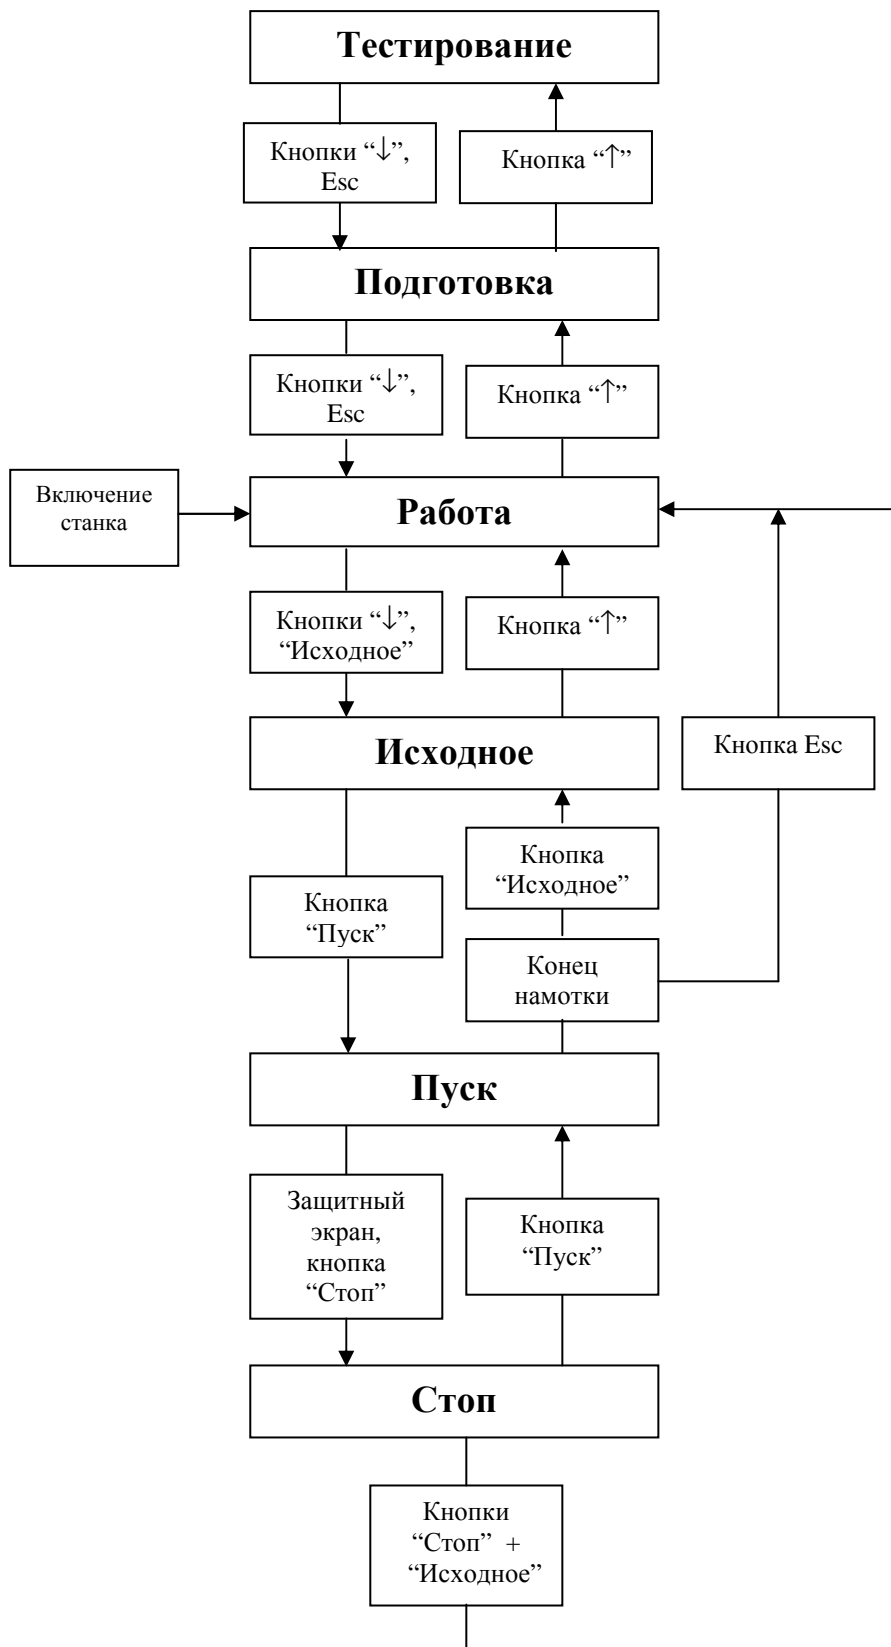 Тестирование
Кнопки “↓”,
Esc
Кнопка “↑”
Подготовка
Кнопки “↓”,
Esc
Кнопка “↑”
Включение
станка
Работа
Кнопки “↓”,
“Исходное”
Кнопка “↑”
Исходное
Кнопка Esc
Кнопка
“Исходное”
Кнопка
“Пуск”
Конец
намотки
Пуск
Защитный
экран,
кнопка
“Стоп”
Кнопка
“Пуск”
Стоп
Кнопки
“Стоп” +
“Исходное”